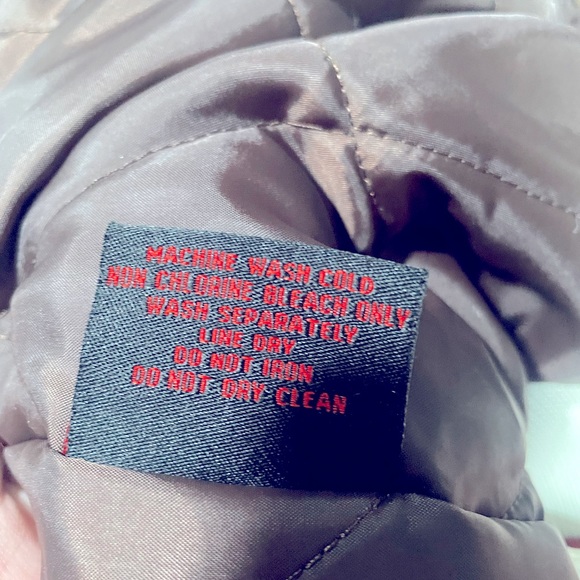 MACHINE WASH COLD
NON CHLORINE BLEACH ONLY
WASH SEPARATELY
LINE DRY
DO NOT IRON
DO NOT DRY CLEAN